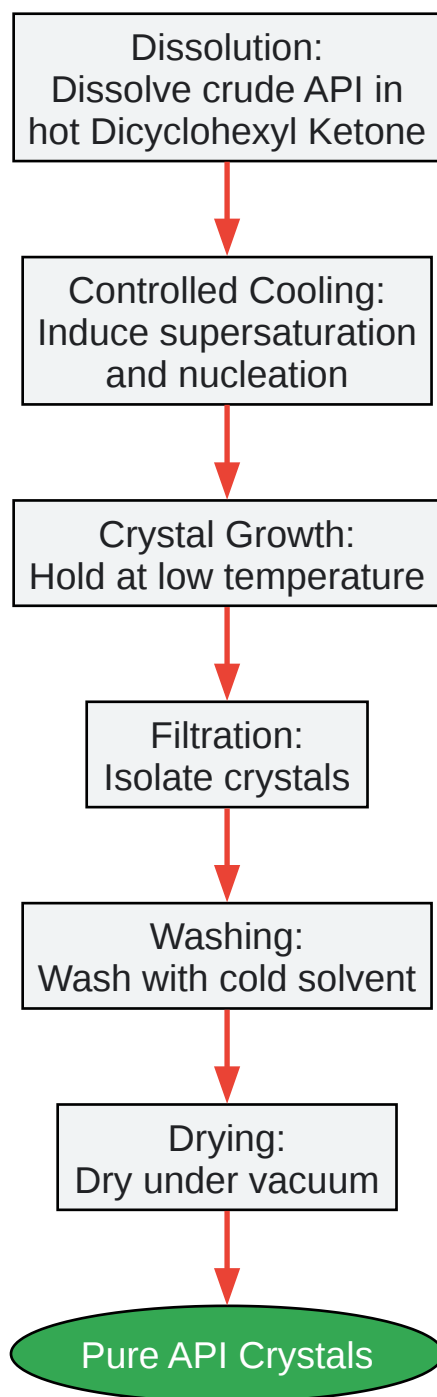 Dissolution:
Dissolve crude API in
hot Dicyclohexyl Ketone
Controlled Cooling:
Induce supersaturation
and nucleation
Crystal Growth:
Hold at low temperature
Filtration:
Isolate crystals
Washing:
Wash with cold solvent
Drying:
Dry under vacuum
Pure API Crystals